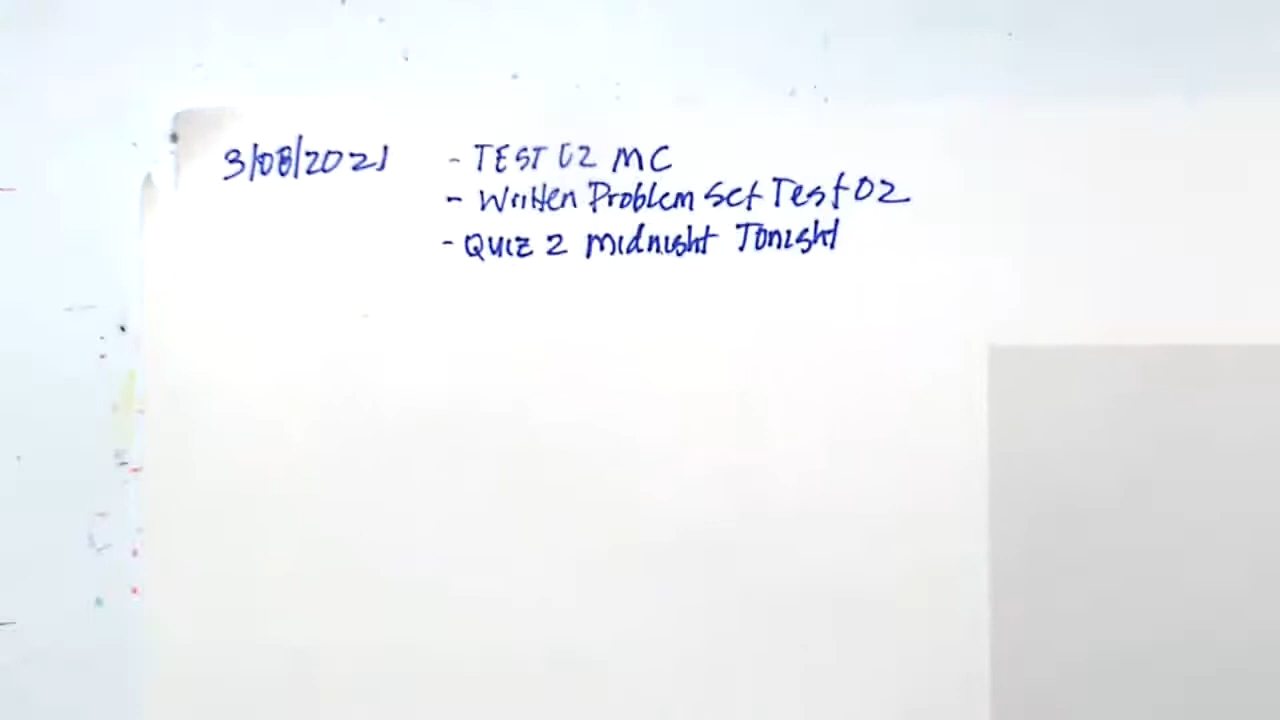 3/08/2021 - TEST 02 MC
- Written Problem Set Test 02
- Quiz 2 Midnight Tonight